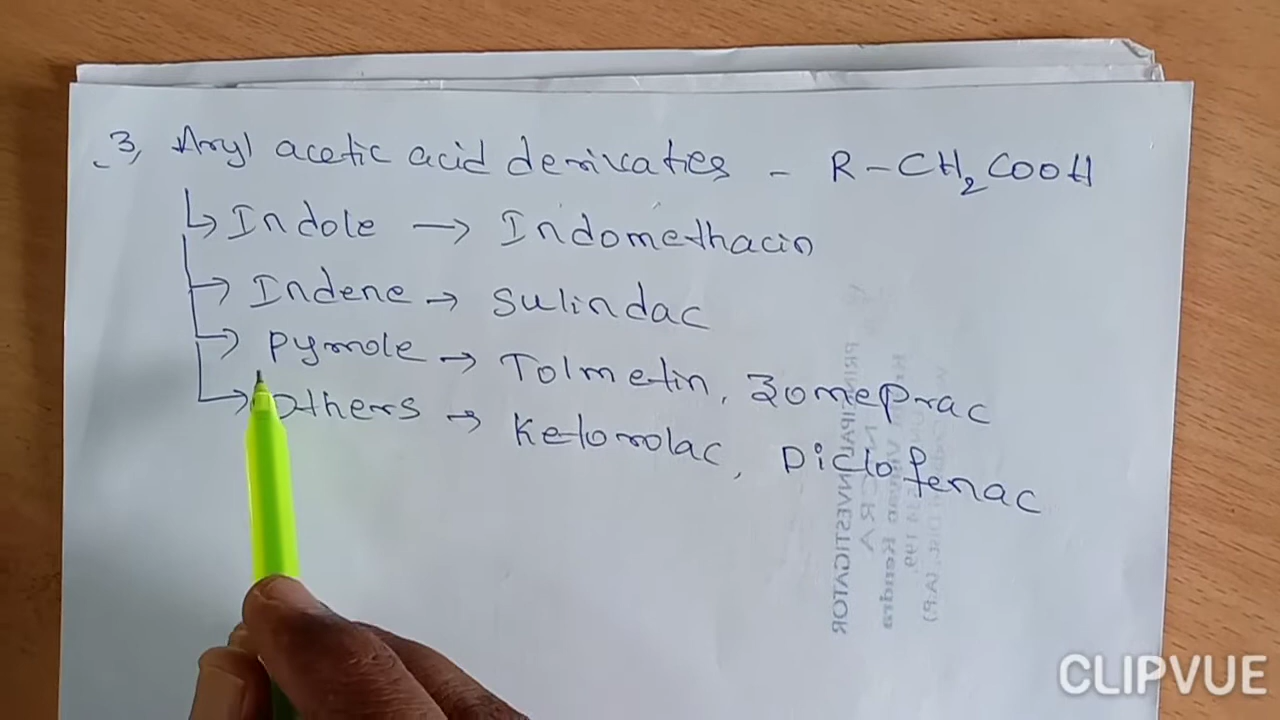 3, Aryl acetic acid derivaties - R-CH₂COOH
↳ Indole → Indomethacin
→ Indene → Sulindac
→ Pyrrole → Tolmetin, Zomeprac
→ Others → Ketorolac, Diclofenac
CLIPVUE